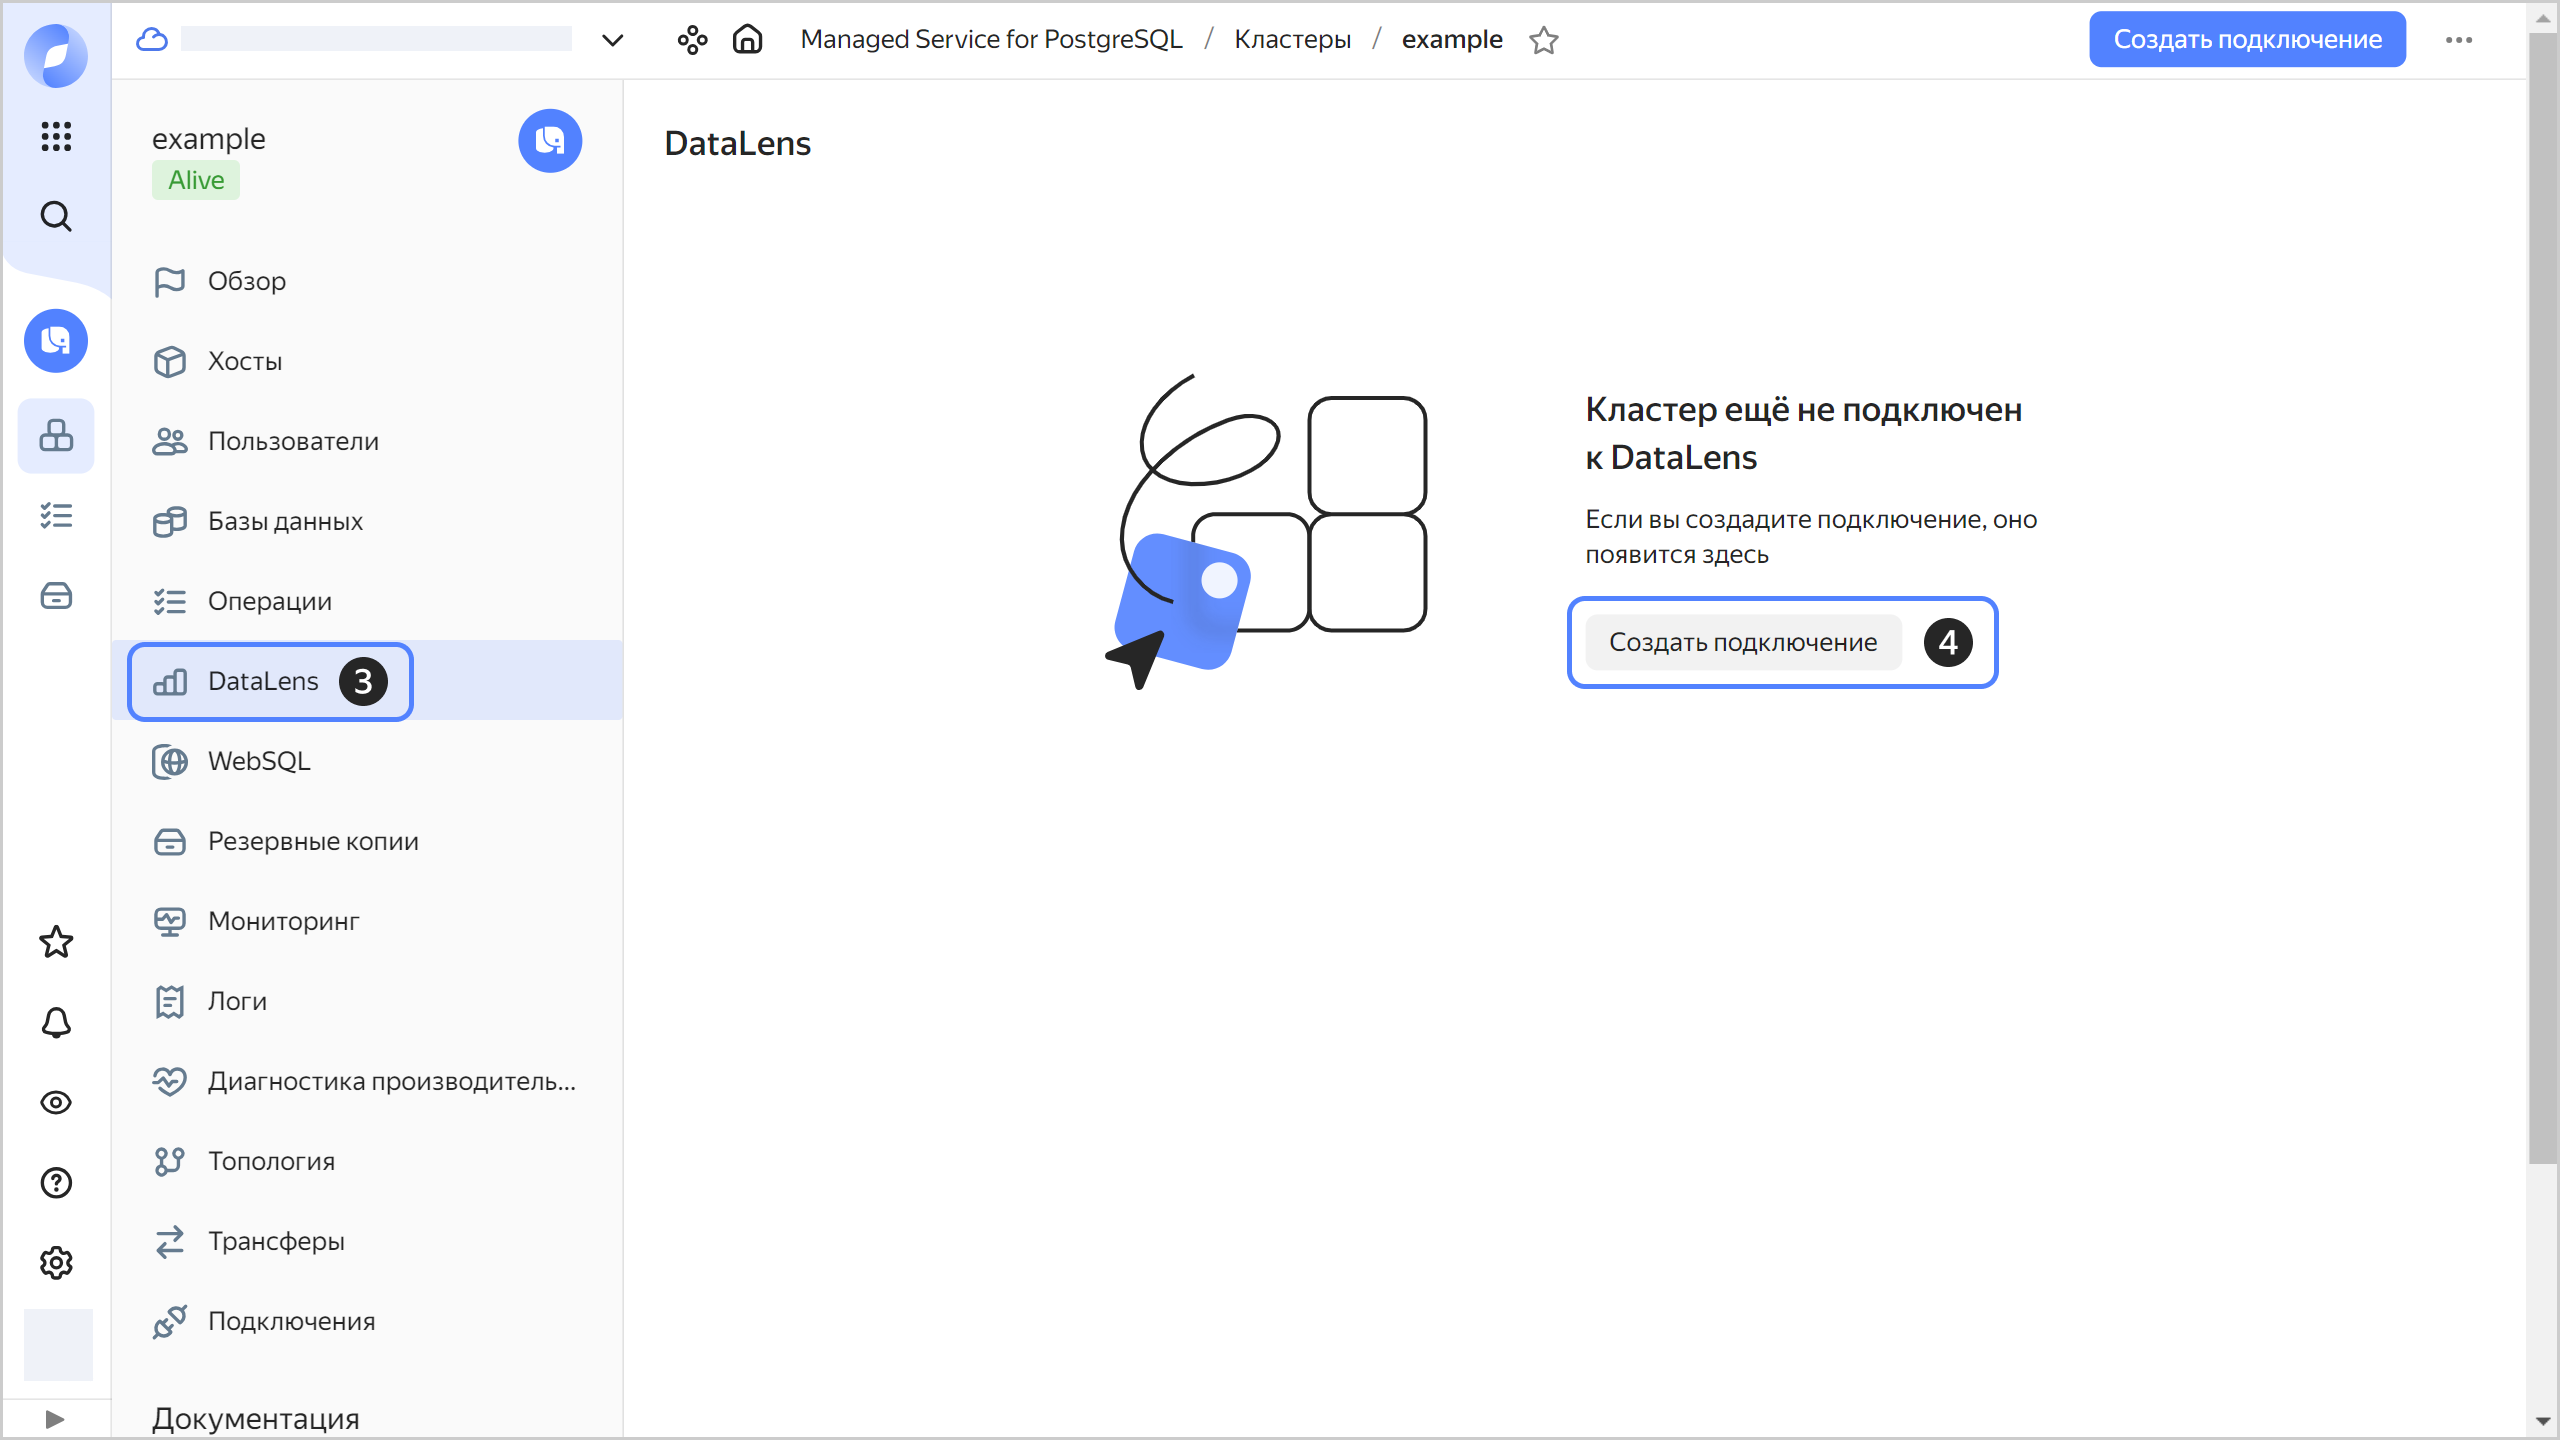 Managed Service for PostgreSQL / Кластеры / example
Создать подключение
example
Alive
Обзор
Хосты
Пользователи
Базы данных
Операции
DataLens 3
WebSQL
Резервные копии
Мониторинг
Логи
Диагностика производитель...
Топология
Трансферы
Подключения
Документация
DataLens
Кластер ещё не подключен
к DataLens
Если вы создадите подключение, оно
появится здесь
Создать подключение 4